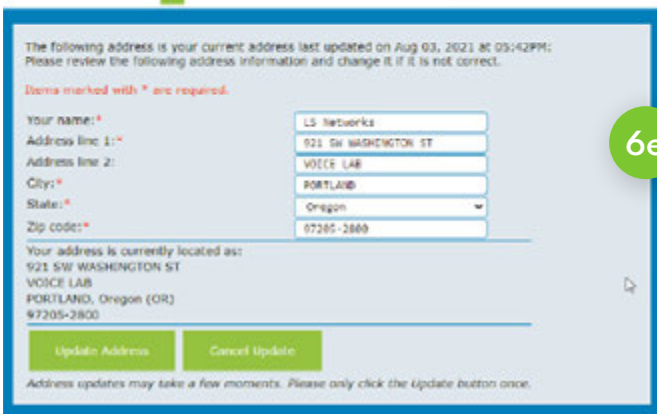 The following address is your current address last updated on Aug 03, 2021 at 05:42PM:
Please review the following address information and change it if it is not correct.
Items marked with * are required.
Your name:* LS Networks
Address line 1:* 921 SW WASHINGTON ST
Address line 2: VOICE LAB
City:* PORTLAND
State:* Oregon
Zip code:* 97205-2800
Your address is currently located as:
921 SW WASHINGTON ST
VOICE LAB
PORTLAND, Oregon (OR)
97205-2800
Update Address Cancel Update
Address updates may take a few moments. Please only click the Update button once.
6e